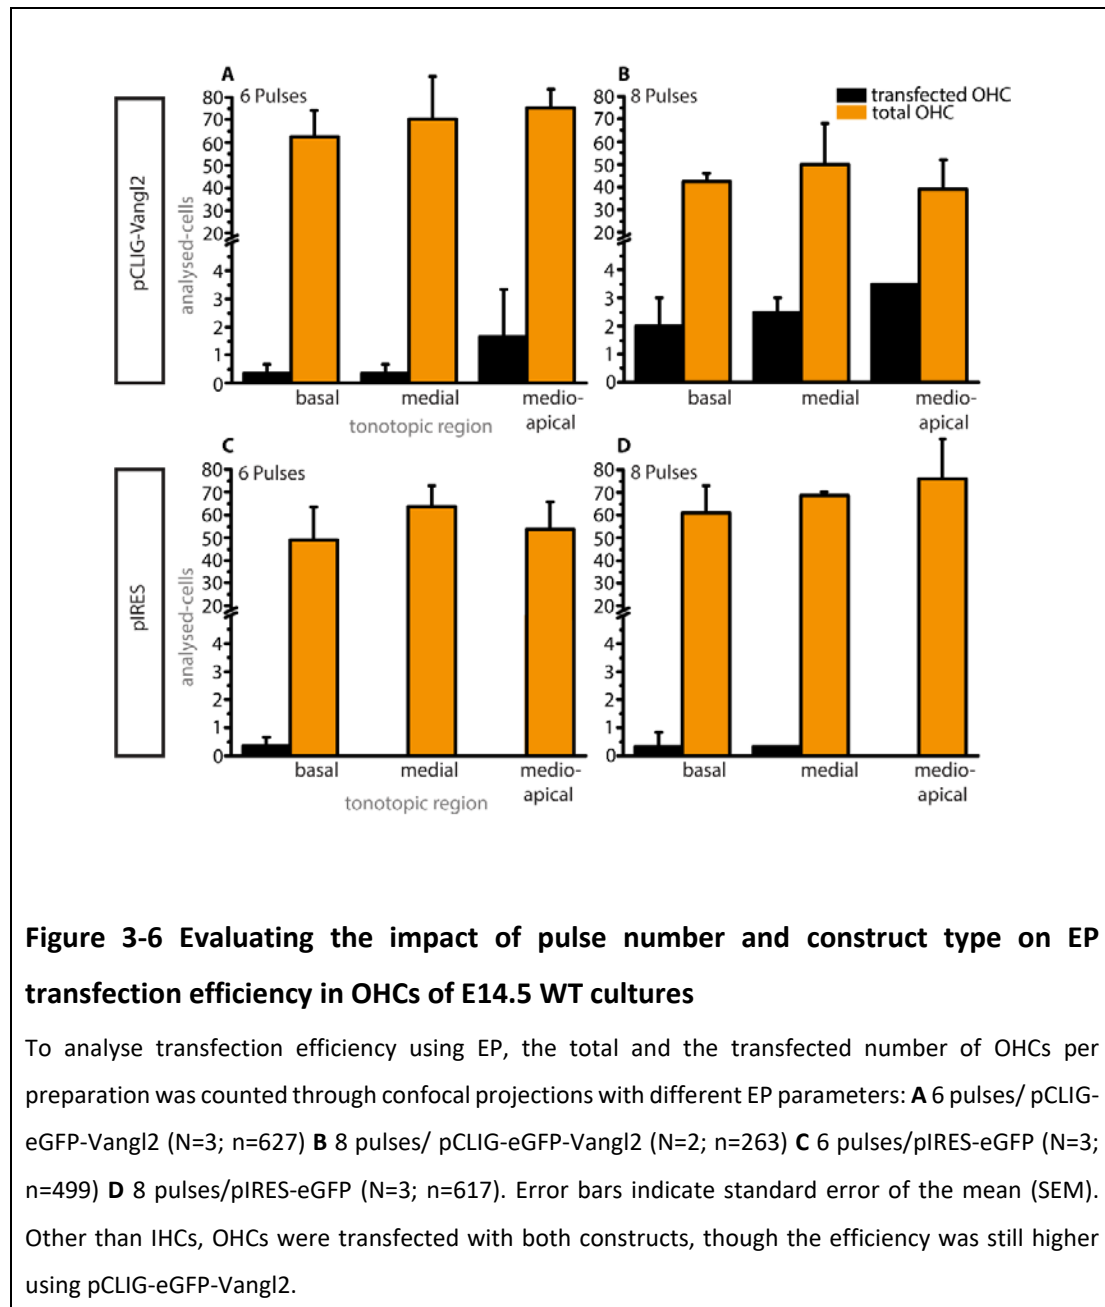 A
6 Pulses
B
8 Pulses
transfected OHC
total OHC
pCLIG-Vangl2
analysed-cells
80
70
60
50
40
30
20
4
3
2
1
0
basal
medial
medio-
apical
tonotopic region
80
70
60
50
40
30
20
4
3
2
1
0
basal
medial
medio-
apical
C
6 Pulses
D
8 Pulses
pIRES
analysed-cells
80
70
60
50
40
30
20
4
3
2
1
0
basal
medial
medio-
apical
tonotopic region
80
70
60
50
40
30
20
4
3
2
1
0
basal
medial
medio-
apical
Figure 3-6 Evaluating the impact of pulse number and construct type on EP
transfection efficiency in OHCs of E14.5 WT cultures
To analyse transfection efficiency using EP, the total and the transfected number of OHCs per
preparation was counted through confocal projections with different EP parameters: A 6 pulses/ pCLIG-
eGFP-Vangl2 (N=3; n=627) B 8 pulses/ pCLIG-eGFP-Vangl2 (N=2; n=263) C 6 pulses/pIRES-eGFP (N=3;
n=499) D 8 pulses/pIRES-eGFP (N=3; n=617). Error bars indicate standard error of the mean (SEM).
Other than IHCs, OHCs were transfected with both constructs, though the efficiency was still higher
using pCLIG-eGFP-Vangl2.